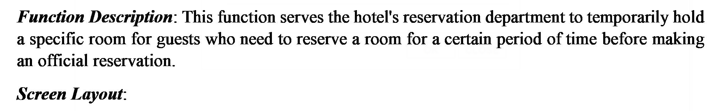 Function Description: This function serves the hotel's reservation department to temporarily hold
a specific room for guests who need to reserve a room for a certain period of time before making
an official reservation.
Screen Layout: